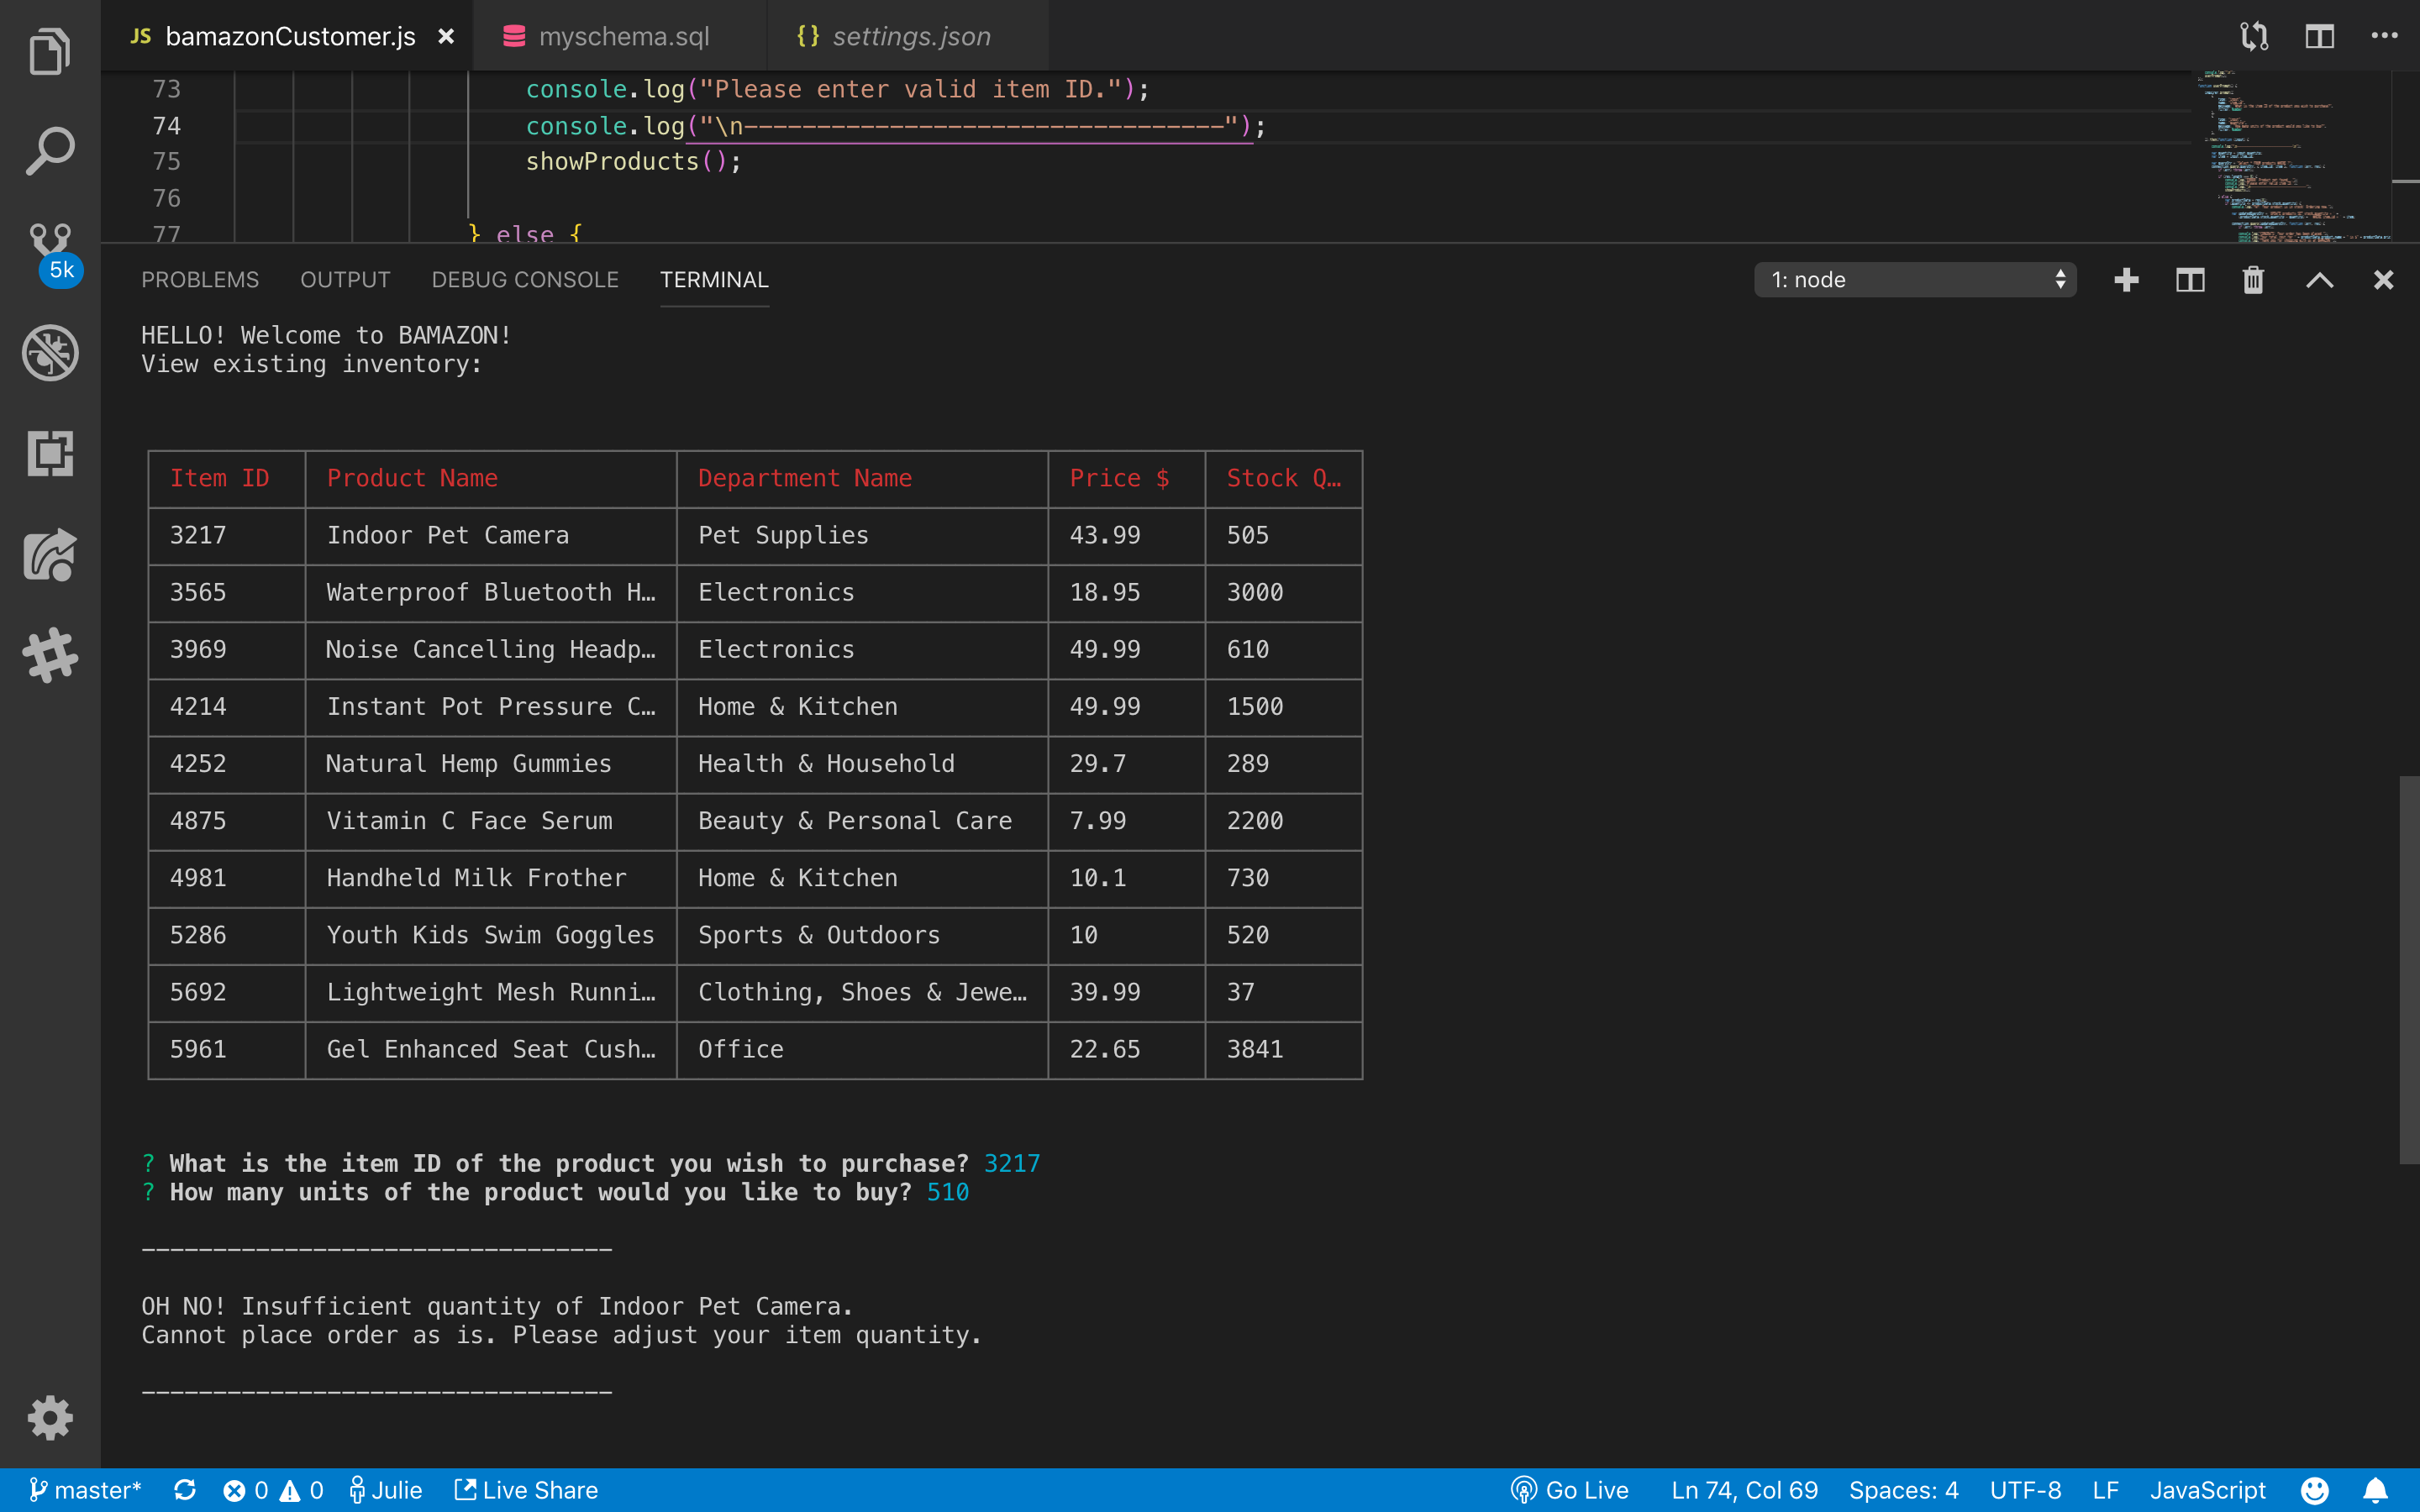 JS bamazonCustomer.js × myschema.sql {} settings.json
73 console.log("Please enter valid item ID.");
74 console.log("\n---------------------------------");
75 showProducts();
76
77 } else {
5k
PROBLEMS OUTPUT DEBUG CONSOLE TERMINAL 1: node
HELLO! Welcome to BAMAZON!
View existing inventory:
Item ID Product Name Department Name Price $ Stock Q…
3217 Indoor Pet Camera Pet Supplies 43.99 505
3565 Waterproof Bluetooth H… Electronics 18.95 3000
3969 Noise Cancelling Headp… Electronics 49.99 610
4214 Instant Pot Pressure C… Home & Kitchen 49.99 1500
4252 Natural Hemp Gummies Health & Household 29.7 289
4875 Vitamin C Face Serum Beauty & Personal Care 7.99 2200
4981 Handheld Milk Frother Home & Kitchen 10.1 730
5286 Youth Kids Swim Goggles Sports & Outdoors 10 520
5692 Lightweight Mesh Runni… Clothing, Shoes & Jewe… 39.99 37
5961 Gel Enhanced Seat Cush… Office 22.65 3841
? What is the item ID of the product you wish to purchase? 3217
? How many units of the product would you like to buy? 510
---------------------------------
OH NO! Insufficient quantity of Indoor Pet Camera.
Cannot place order as is. Please adjust your item quantity.
---------------------------------
master* 0 0 Julie Live Share Go Live Ln 74, Col 69 Spaces: 4 UTF-8 LF JavaScript